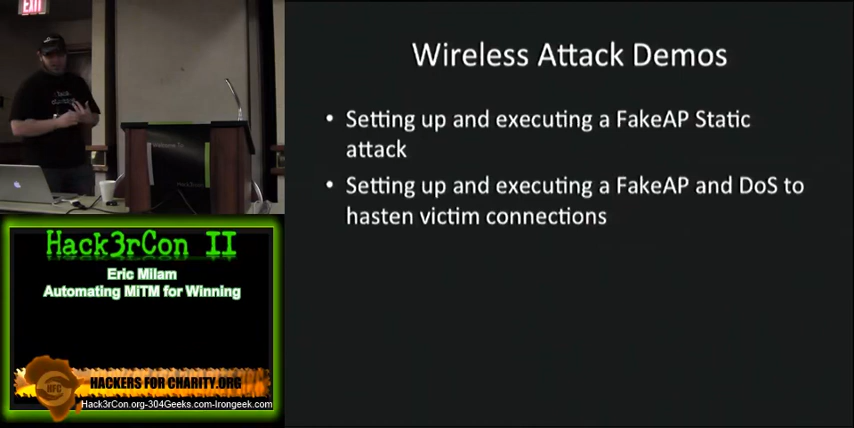 EXIT
Wireless Attack Demos
• Setting up and executing a FakeAP Static
attack
• Setting up and executing a FakeAP and DoS to
hasten victim connections
Hack3rCon II
Eric Milam
Automating MiTM for Winning
HFC
HACKERS FOR CHARITY.ORG
Hack3rCon.org-304Geeks.com-Irongeek.com